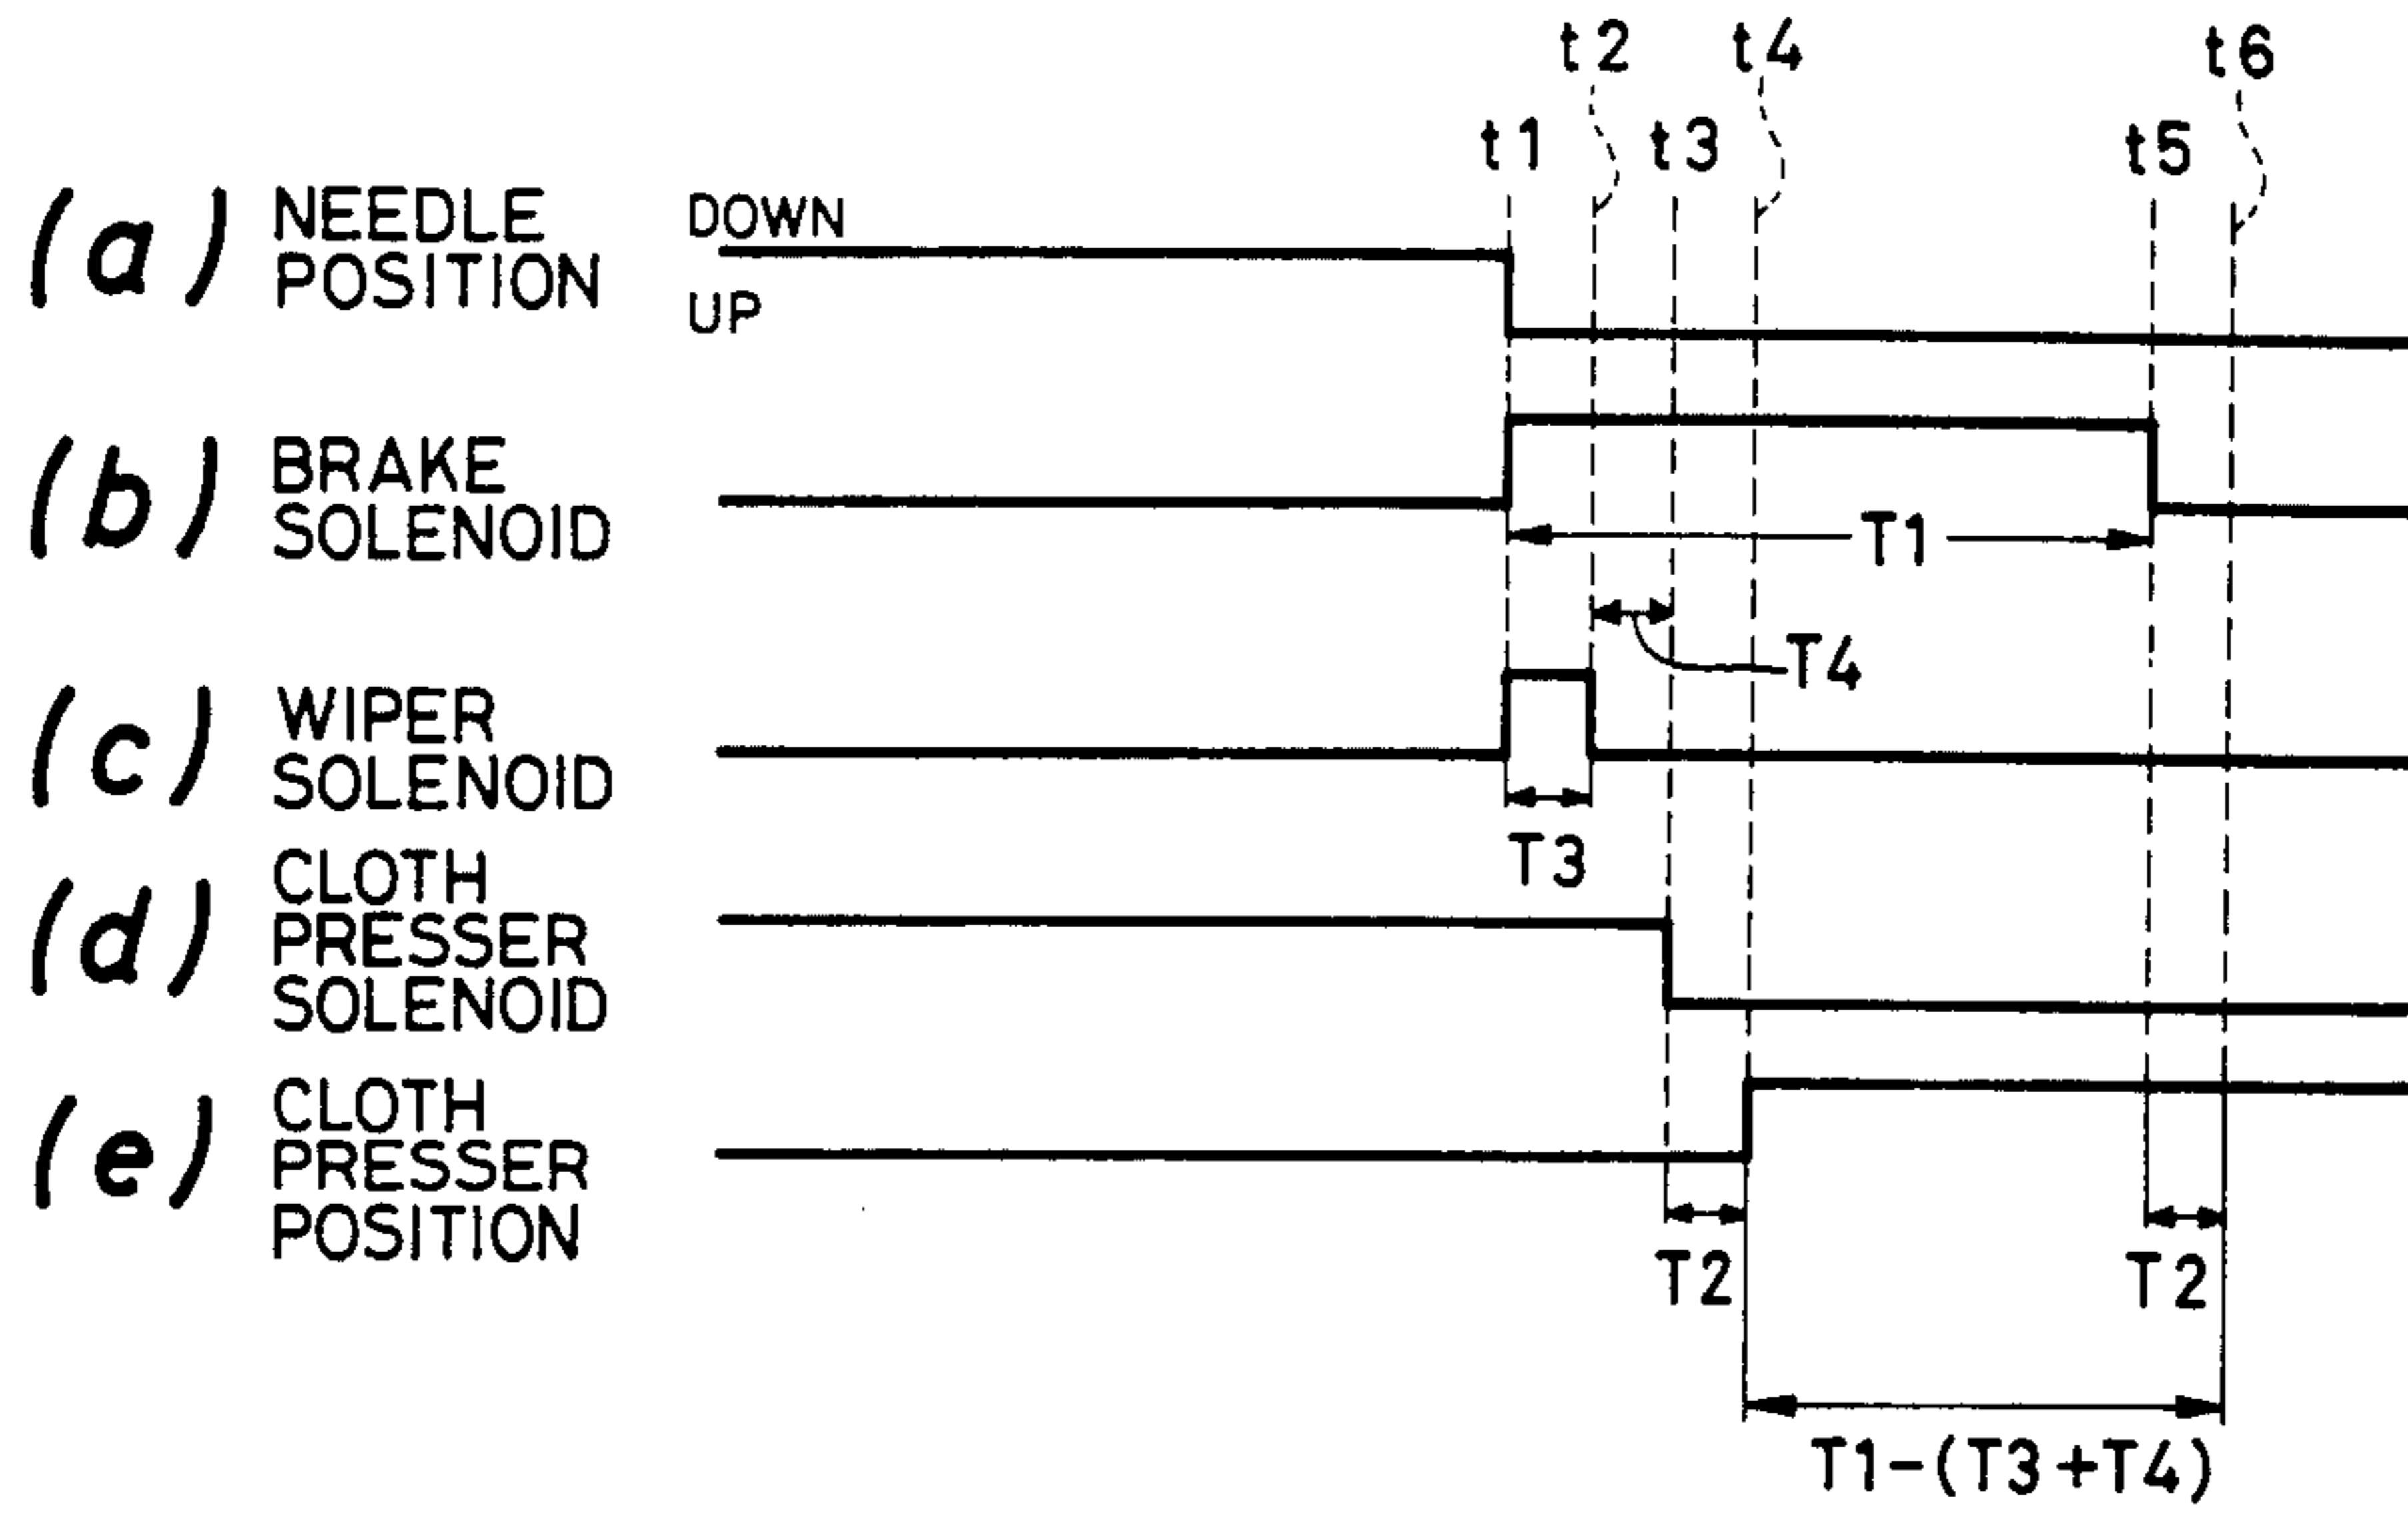 t2
t4
t6
t1
t3
t5
(a) NEEDLE
POSITION
DOWN
UP
(b) BRAKE
SOLENOID
T1
T4
(c) WIPER
SOLENOID
T3
(d) CLOTH
PRESSER
SOLENOID
(e) CLOTH
PRESSER
POSITION
T2
T2
T1-(T3+T4)